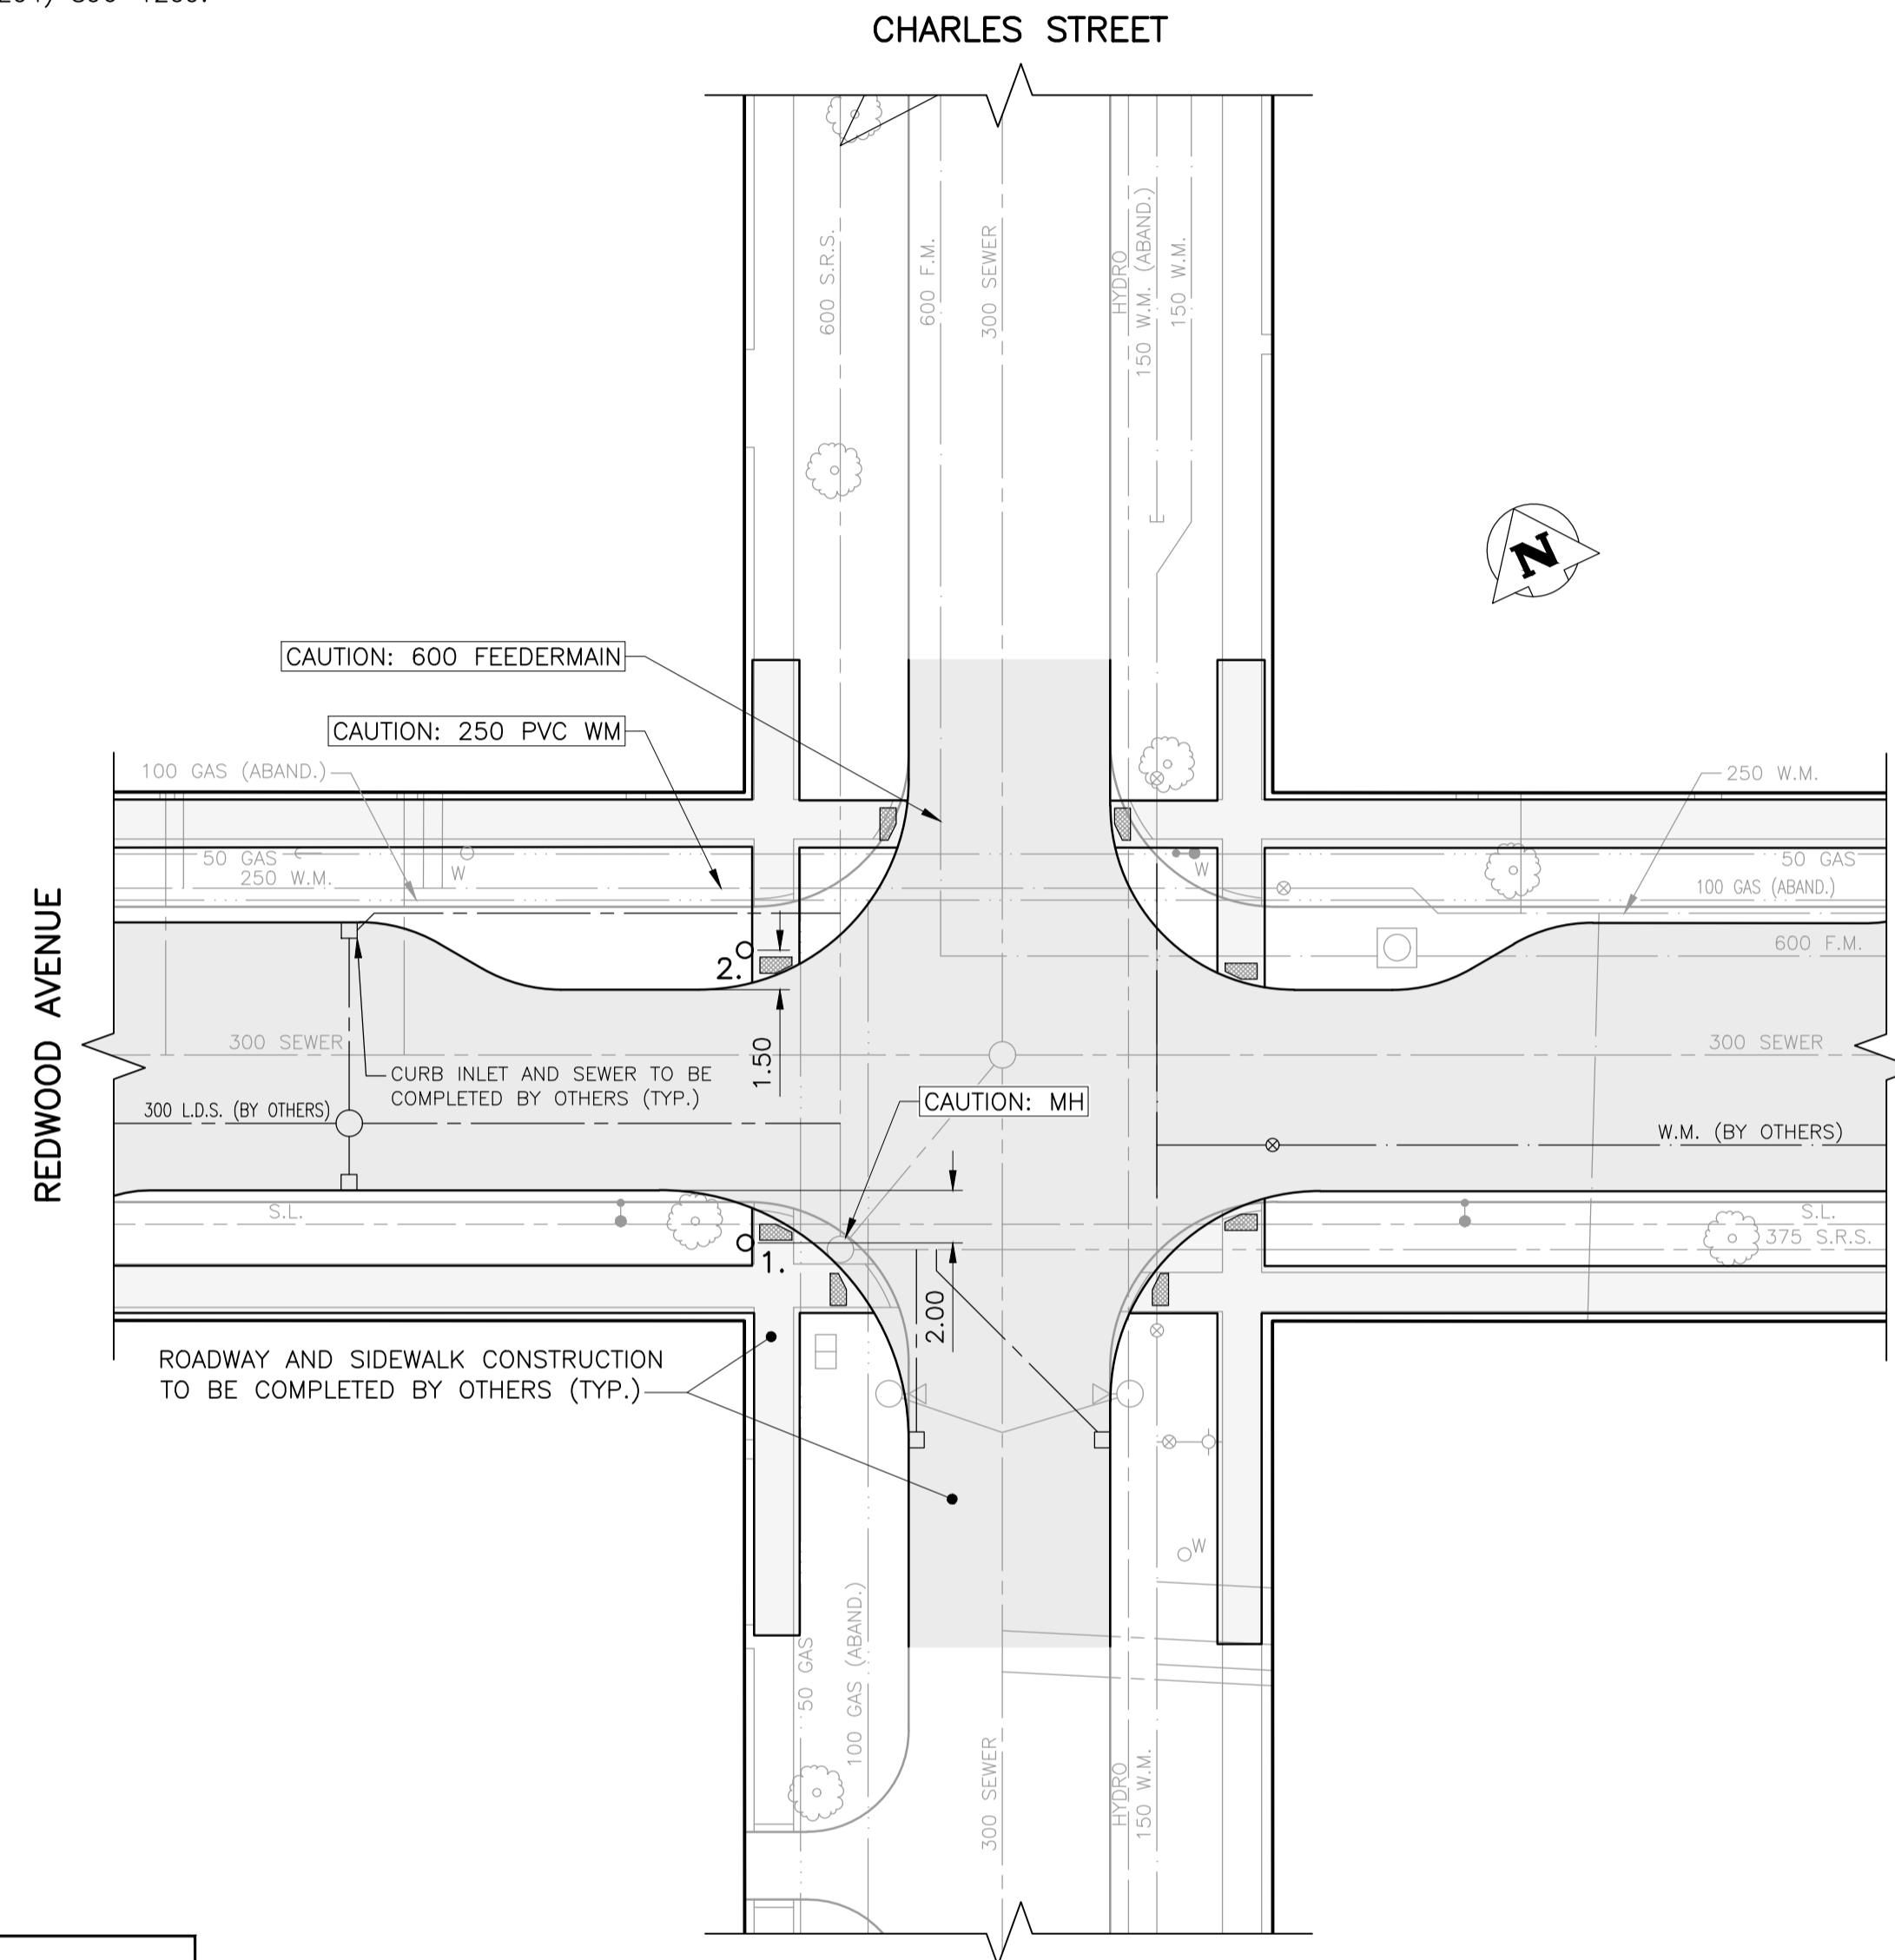 CHARLES STREET
600 S.R.S.
600 F.M.
300 SEWER
HYDRO
150 W.M. (ABAND.)
150 W.M.
N
CAUTION: 600 FEEDERMAIN
CAUTION: 250 PVC WM
100 GAS (ABAND.)
250 W.M.
50 GAS
250 W.M.
W
W
50 GAS
100 GAS (ABAND.)
600 F.M.
REDWOOD AVENUE
2.
1.50
300 SEWER
300 SEWER
CURB INLET AND SEWER TO BE
COMPLETED BY OTHERS (TYP.)
300 L.D.S. (BY OTHERS)
CAUTION: MH
W.M. (BY OTHERS)
S.L.
S.L.
375 S.R.S.
1.
2.00
ROADWAY AND SIDEWALK CONSTRUCTION
TO BE COMPLETED BY OTHERS (TYP.)
W
50 GAS
100 GAS (ABAND.)
300 SEWER
HYDRO
150 W.M.